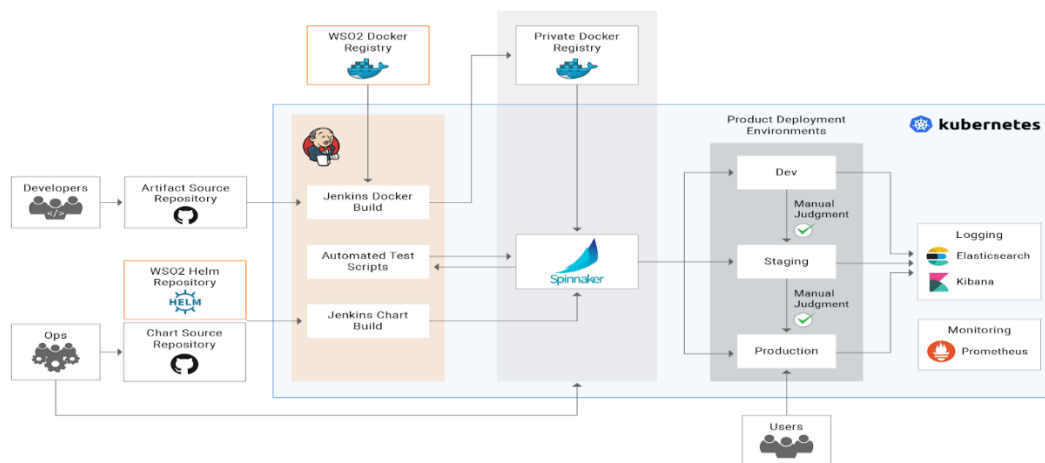 WSO2 Docker
Registry
Private Docker
Registry
Product Deployment
Environments
kubernetes
Developers
</>
Artifact Source
Repository
Jenkins Docker
Build
Dev
Manual
Judgment
Automated Test
Scripts
Spinnaker
Staging
Logging
Elasticsearch
Kibana
WSO2 Helm
Repository
HELM
Jenkins Chart
Build
Manual
Judgment
Ops
Chart Source
Repository
Production
Monitoring
Prometheus
Users